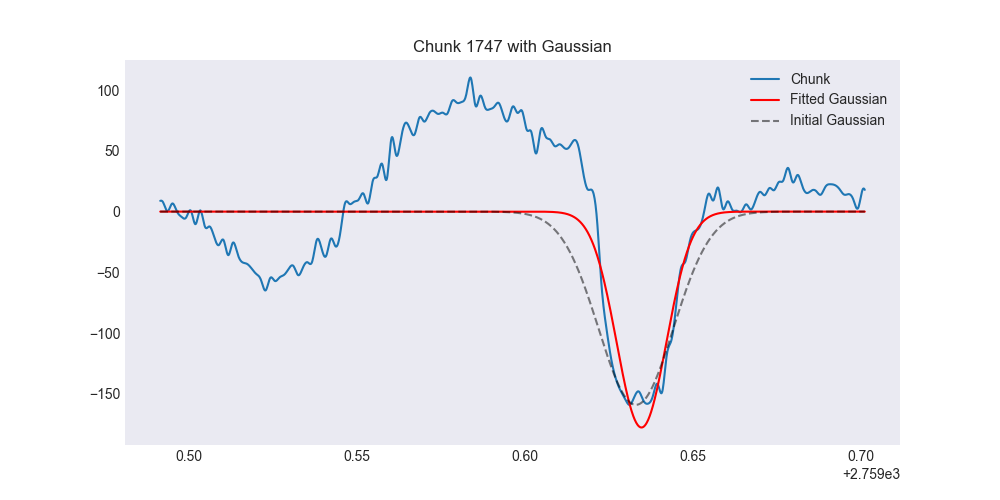 Chunk 1747 with Gaussian
Chunk
Fitted Gaussian
Initial Gaussian
100
50
0
−50
−100
−150
0.50 0.55 0.60 0.65 0.70
+2.759e3